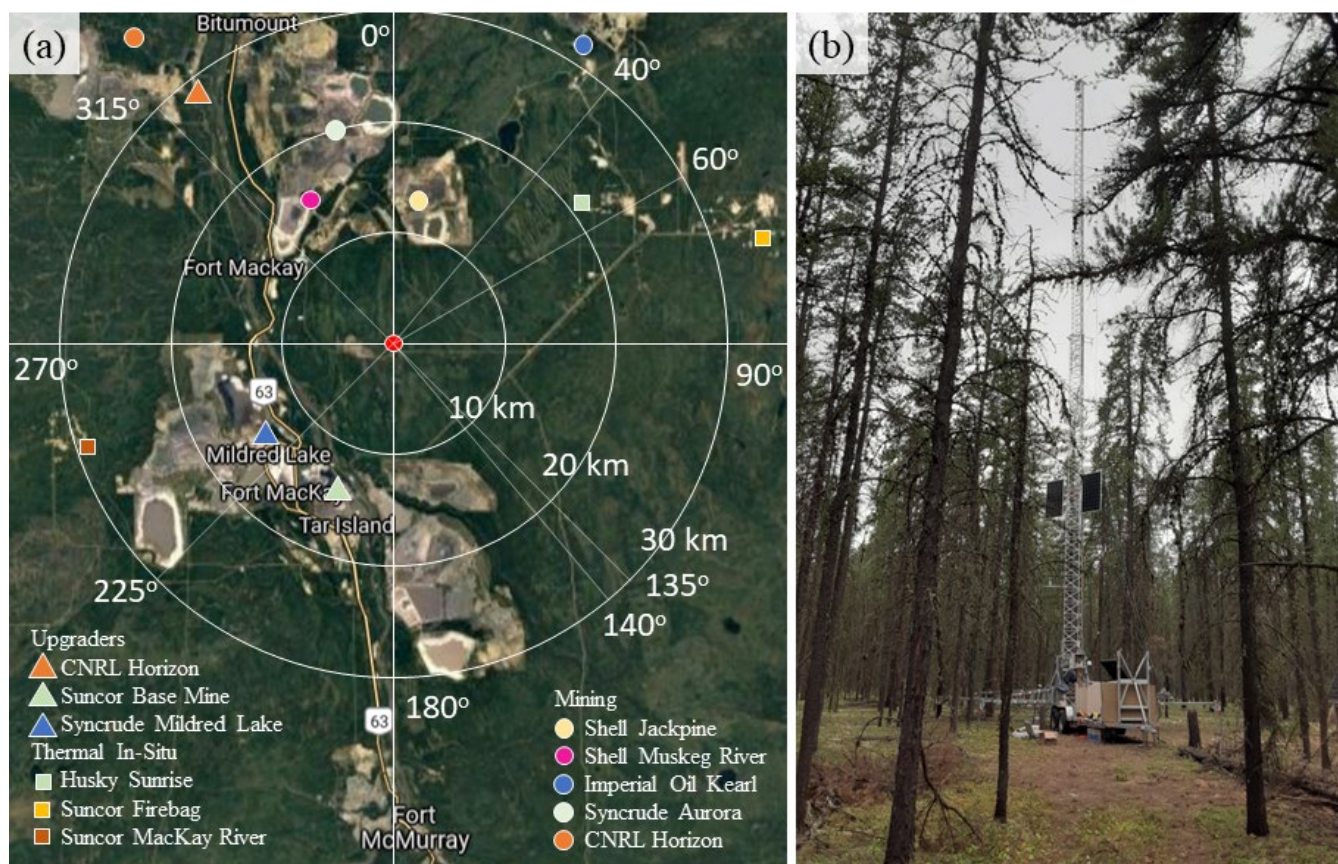 (a)
Bitumount
0°
40°
315°
60°
Fort Mackay
270°
90°
63
10 km
Mildred Lake
20 km
Fort MacKay
Tar Island
30 km
135°
225°
140°
180°
63
Fort
McMurray
Upgraders
CNRL Horizon
Suncor Base Mine
Syncrude Mildred Lake
Thermal In-Situ
Husky Sunrise
Suncor Firebag
Suncor MacKay River
Mining
Shell Jackpine
Shell Muskeg River
Imperial Oil Kearl
Syncrude Aurora
CNRL Horizon
(b)